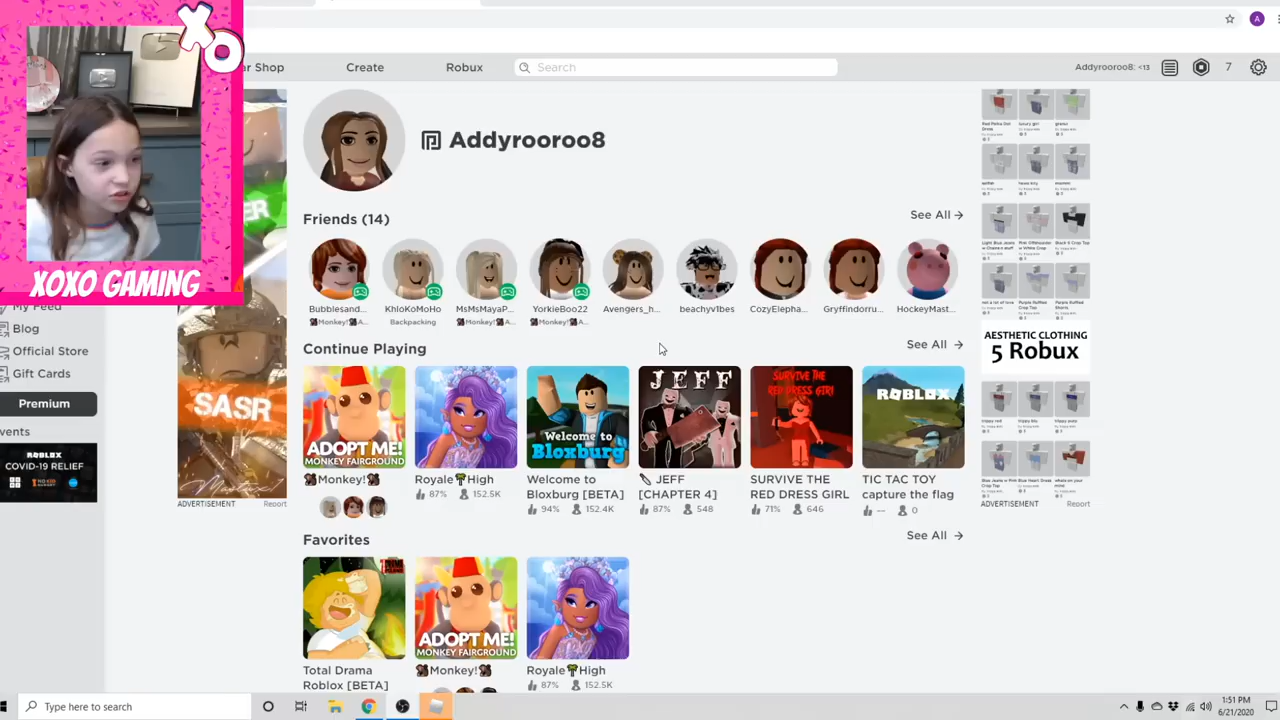 XO
ar Shop
Create
Robux
Search
Addyrooroo8: <13
7
Addyrooroo8
XOXO GAMING
Friends (14)
See All →
Bubblesand...
KhloKoMoHo
MsMsMayaP...
YorkieBoo22
Avengers_h...
beachyv1bes
CoxyElepha...
Gryffindorru...
HockeyMast...
Monkey! A...
Backpacking
Monkey! A...
Monkey! A...
My Feed
Blog
Official Store
Gift Cards
Premium
vents
ROBLOX
COVID-19 RELIEF
SASR
ADVERTISEMENT
Report
Continue Playing
See All →
ADOPT ME!
MONKEY FAIRGROUND
Welcome to
Bloxburg
JEFF
SURVIVE THE
RED DRESS GIRL
ROBLOX
Monkey!
Royale High
87% 152.5K
Welcome to
Bloxburg [BETA]
94% 152.4K
JEFF
[CHAPTER 4]
87% 548
SURVIVE THE
RED DRESS GIRL
71% 646
TIC TAC TOY
capture the flag
-- 0
AESTHETIC CLOTHING
5 Robux
ADVERTISEMENT
Report
Favorites
See All →
ADOPT ME!
MONKEY FAIRGROUND
Total Drama
Roblox [BETA]
Monkey!
Royale High
87% 152.5K
Type here to search
1:51 PM
6/21/2020